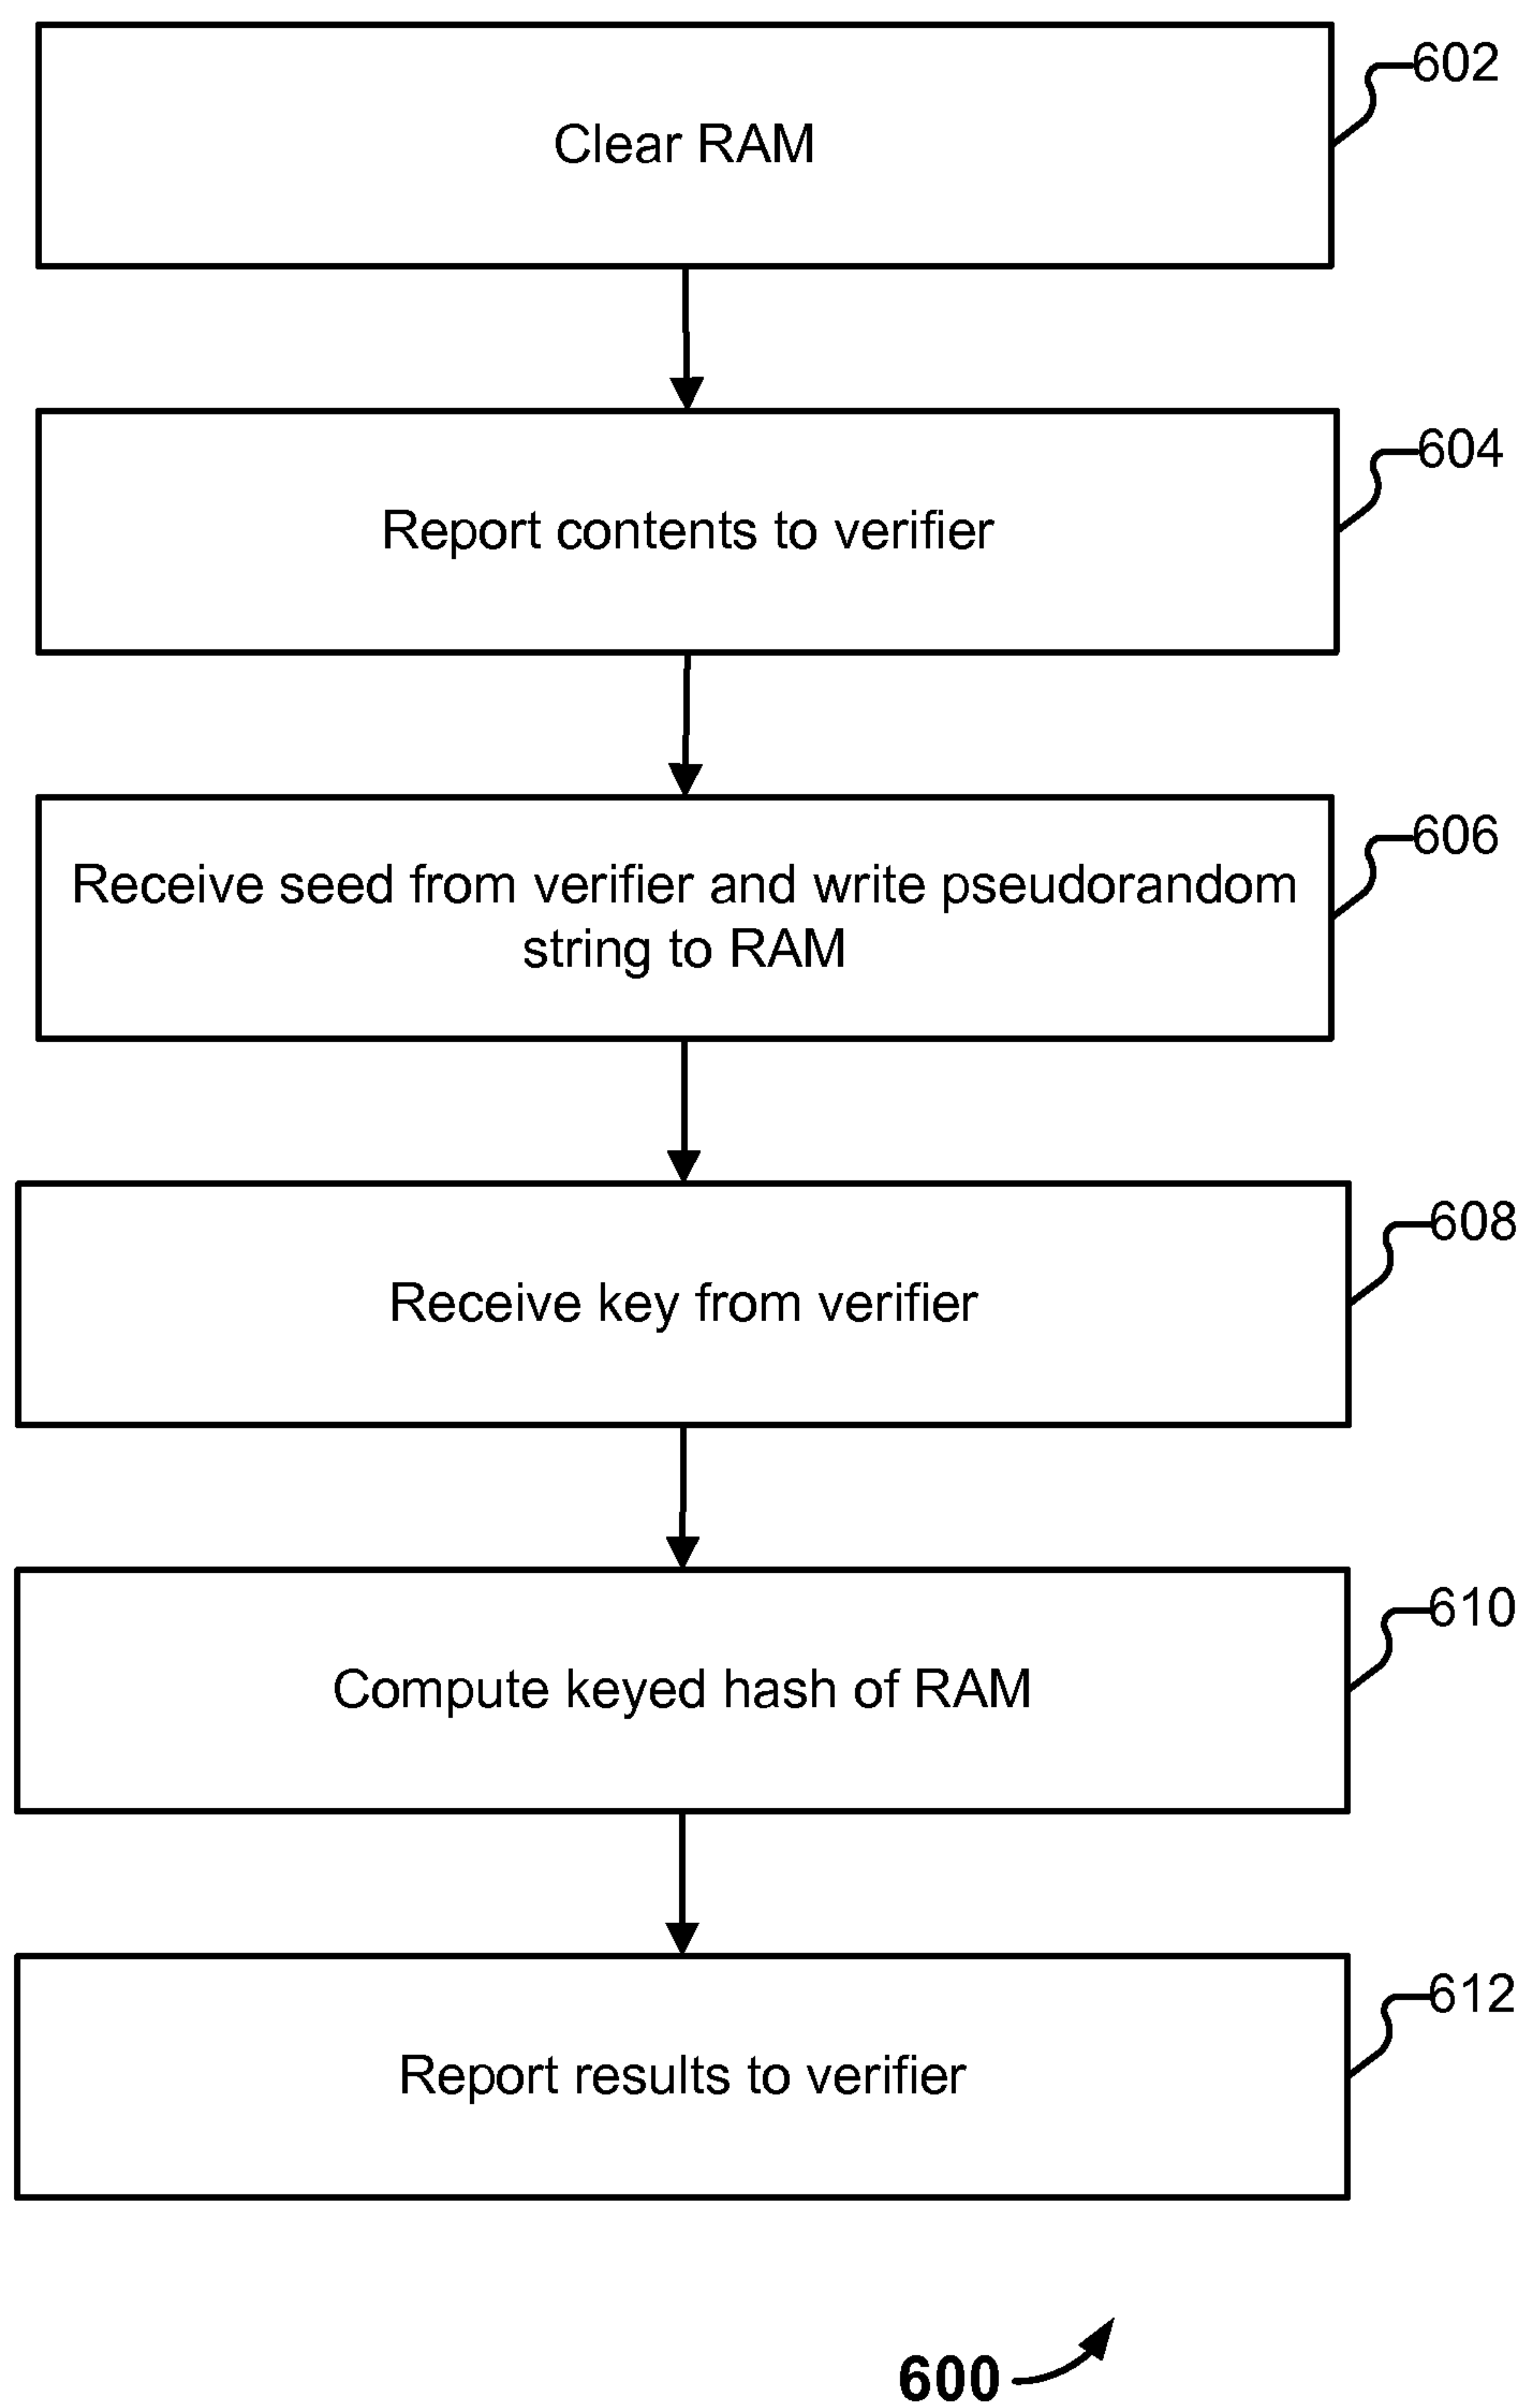 Clear RAM
602
Report contents to verifier
604
Receive seed from verifier and write pseudorandom
string to RAM
606
Receive key from verifier
608
Compute keyed hash of RAM
610
Report results to verifier
612
600